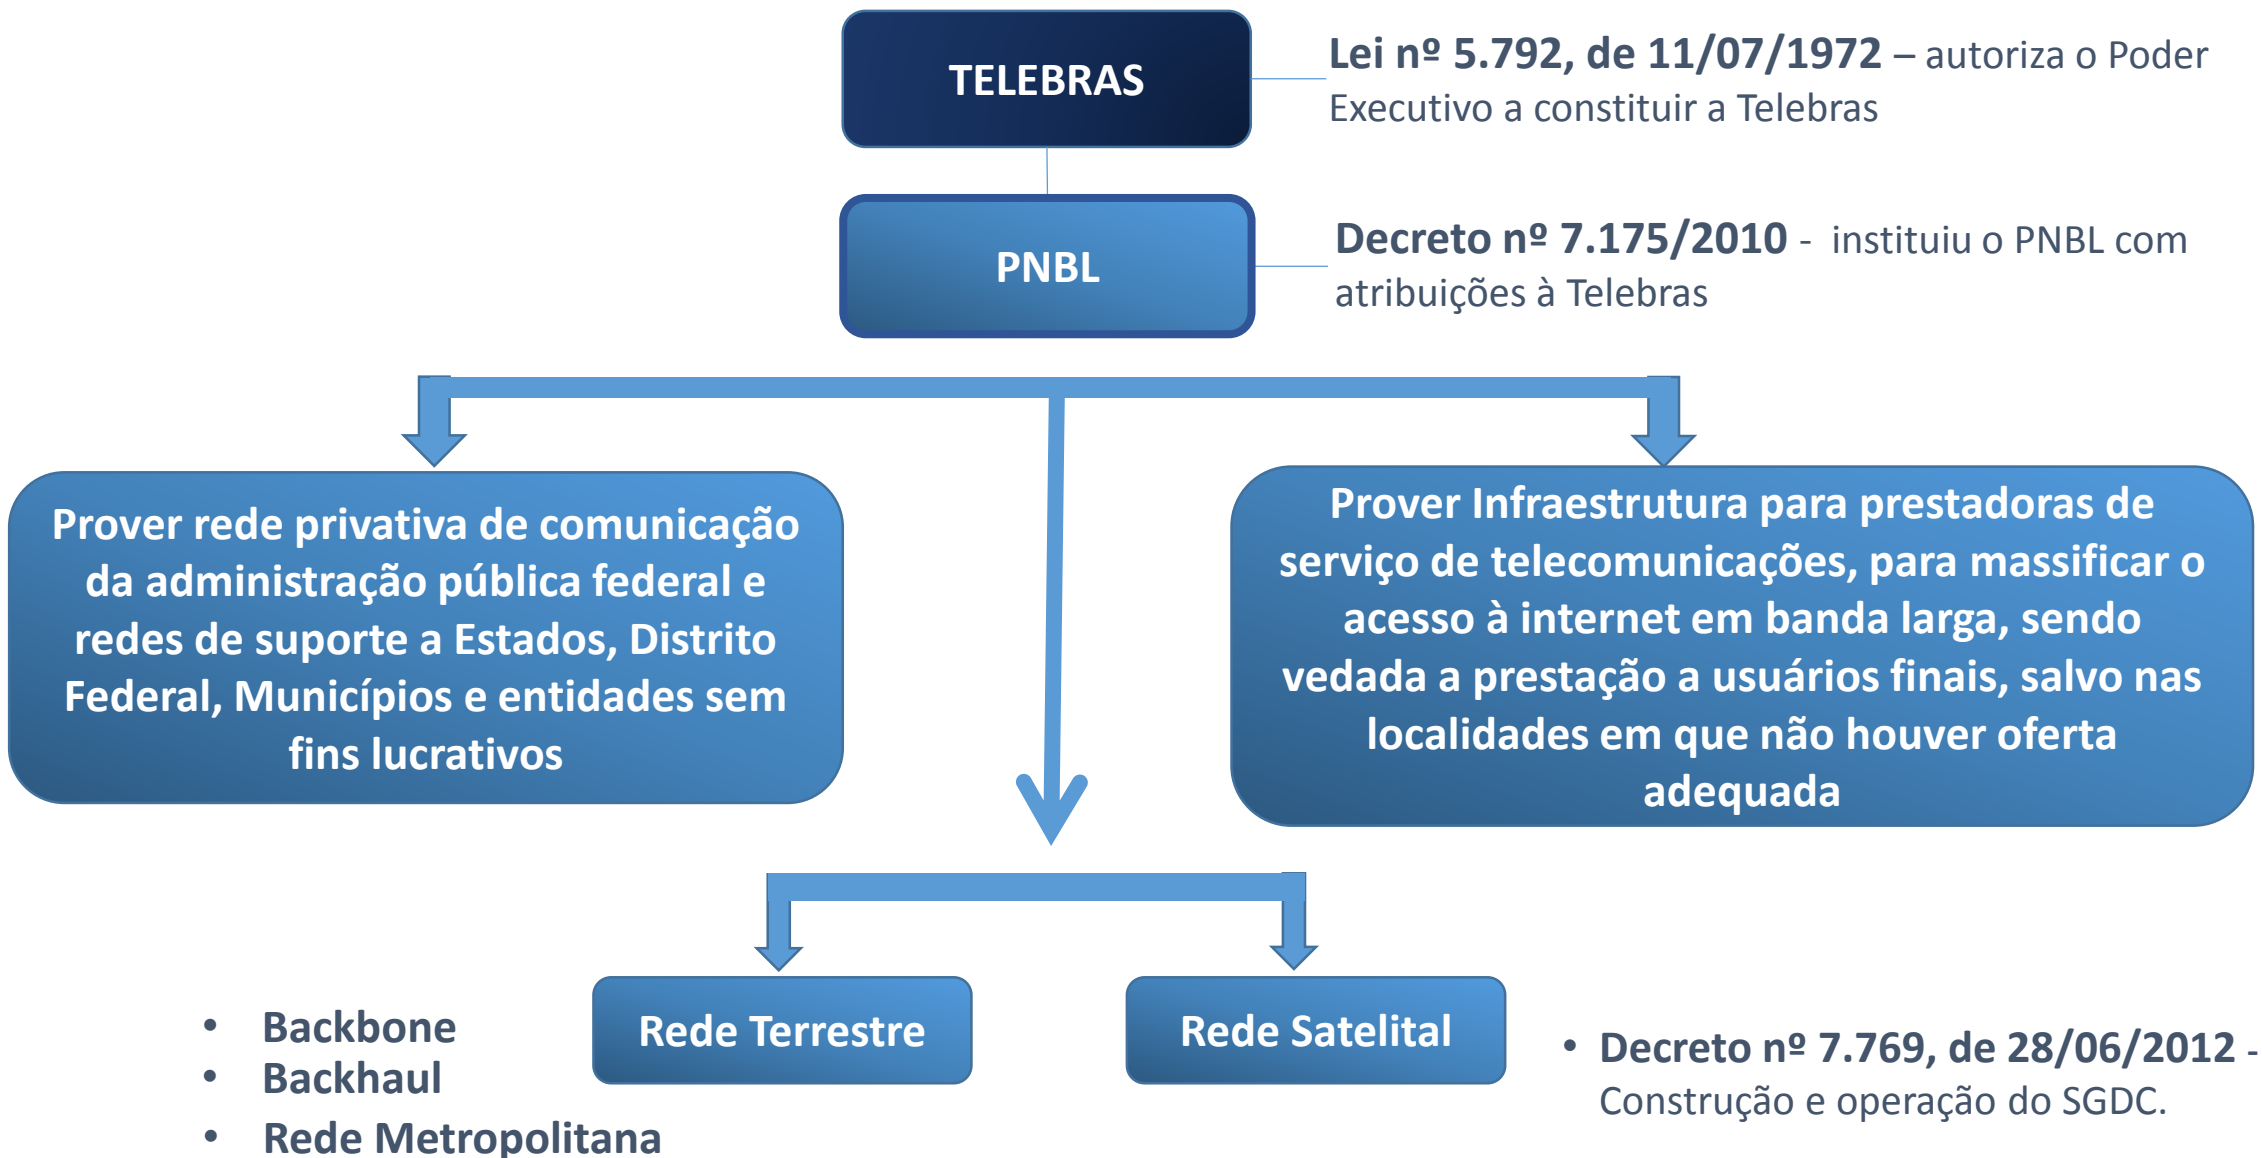 TELEBRAS
Lei nº 5.792, de 11/07/1972 – autoriza o Poder
Executivo a constituir a Telebras
PNBL
Decreto nº 7.175/2010 - instituiu o PNBL com
atribuições à Telebras
Prover rede privativa de comunicação
da administração pública federal e
redes de suporte a Estados, Distrito
Federal, Municípios e entidades sem
fins lucrativos
Prover Infraestrutura para prestadoras de
serviço de telecomunicações, para massificar o
acesso à internet em banda larga, sendo
vedada a prestação a usuários finais, salvo nas
localidades em que não houver oferta
adequada
• Backbone
• Backhaul
• Rede Metropolitana
Rede Terrestre
Rede Satelital
• Decreto nº 7.769, de 28/06/2012 -
Construção e operação do SGDC.